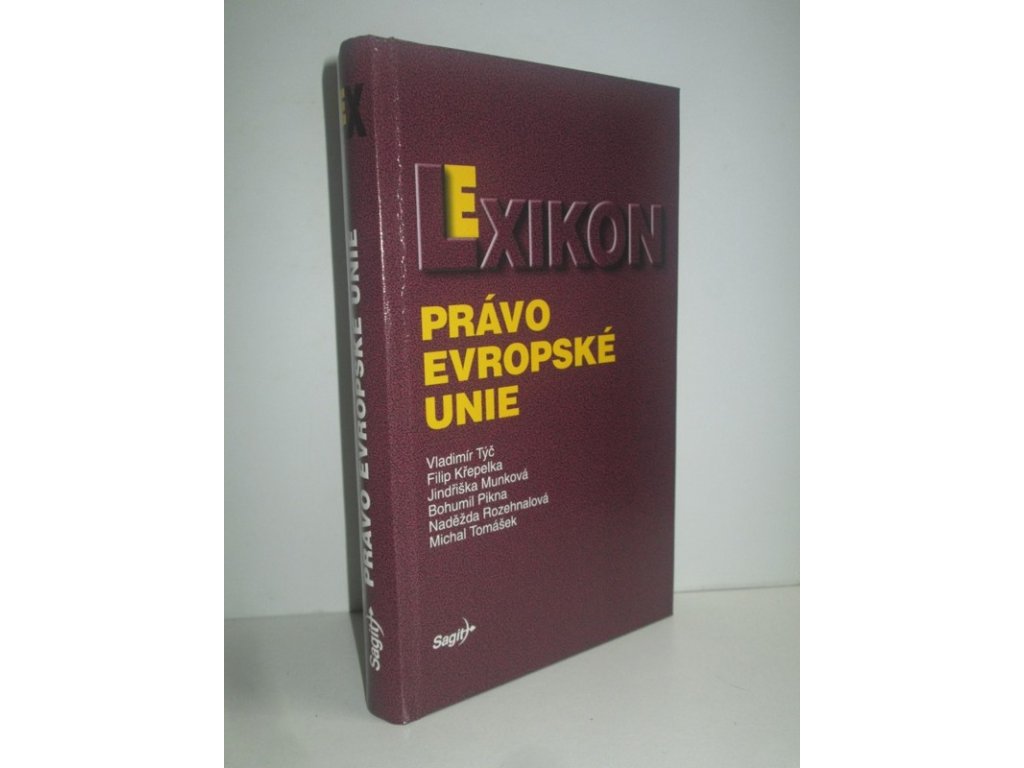 EX
PRÁVO EVROPSKÉ UNIE
Sagit
LEXIKON
PRÁVO
EVROPSKÉ
UNIE
Vladimír Týč
Filip Křepelka
Jindřiška Munková
Bohumil Pikna
Naděžda Rozehnalová
Michal Tomášek
Sagit